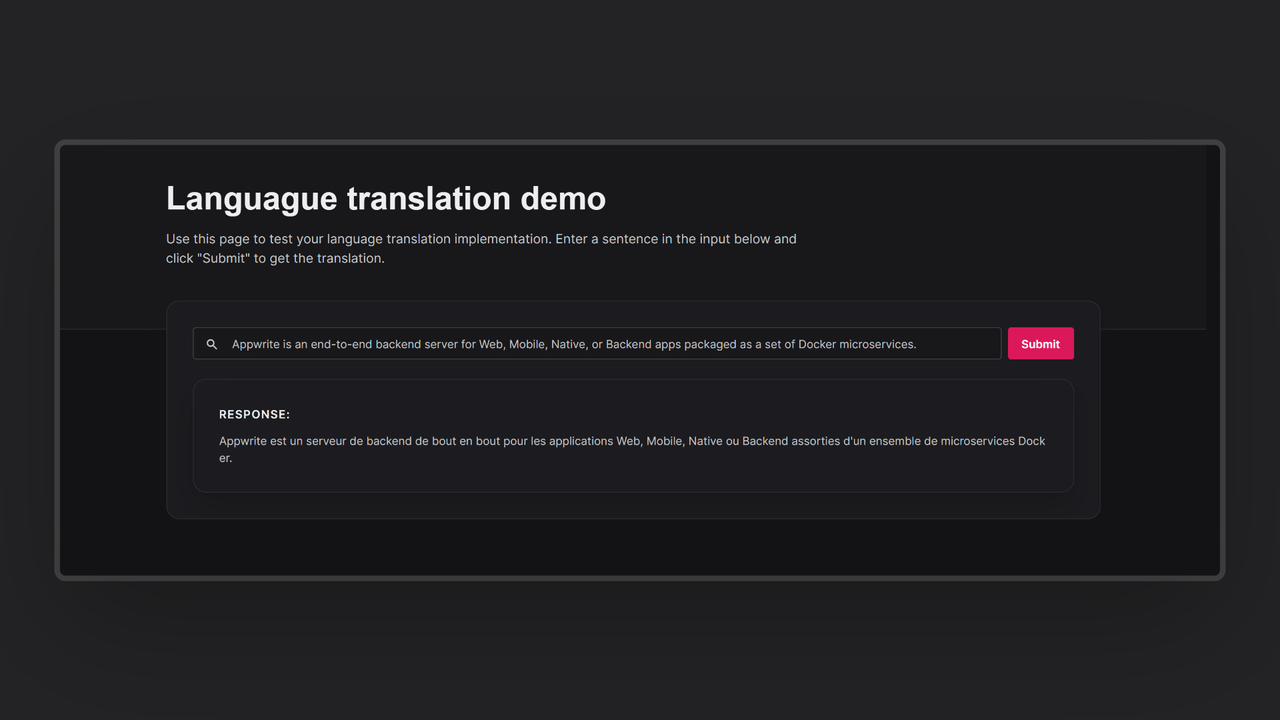 Languague translation demo
Use this page to test your language translation implementation. Enter a sentence in the input below and
click "Submit" to get the translation.
Appwrite is an end-to-end backend server for Web, Mobile, Native, or Backend apps packaged as a set of Docker microservices.
Submit
RESPONSE:
Appwrite est un serveur de backend de bout en bout pour les applications Web, Mobile, Native ou Backend assorties d'un ensemble de microservices Dock
er.